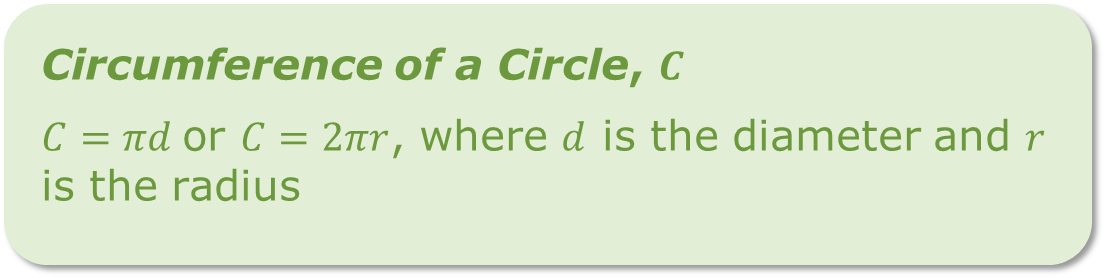 Circumference of a Circle, C
C = πd or C = 2πr, where d is the diameter and r
is the radius